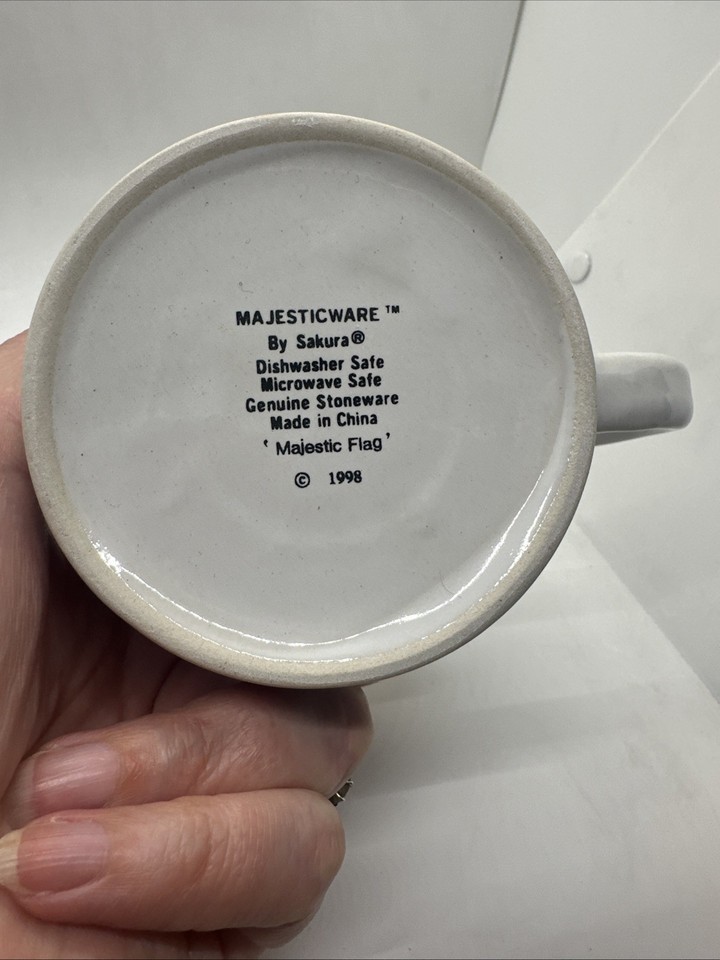 MAJESTICWARE ™
By Sakura®
Dishwasher Safe
Microwave Safe
Genuine Stoneware
Made in China
‘ Majestic Flag ’
© 1998